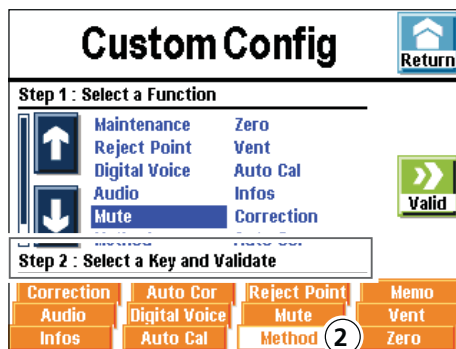 Custom Config
Return
Step 1 : Select a Function
Maintenance Zero
Reject Point Vent
Digital Voice Auto Cal
Audio Infos
Mute Correction
Valid
Step 2 : Select a Key and Validate
Correction Auto Cor Reject Point Memo
Audio Digital Voice Mute Vent
Infos Auto Cal Method 2 Zero